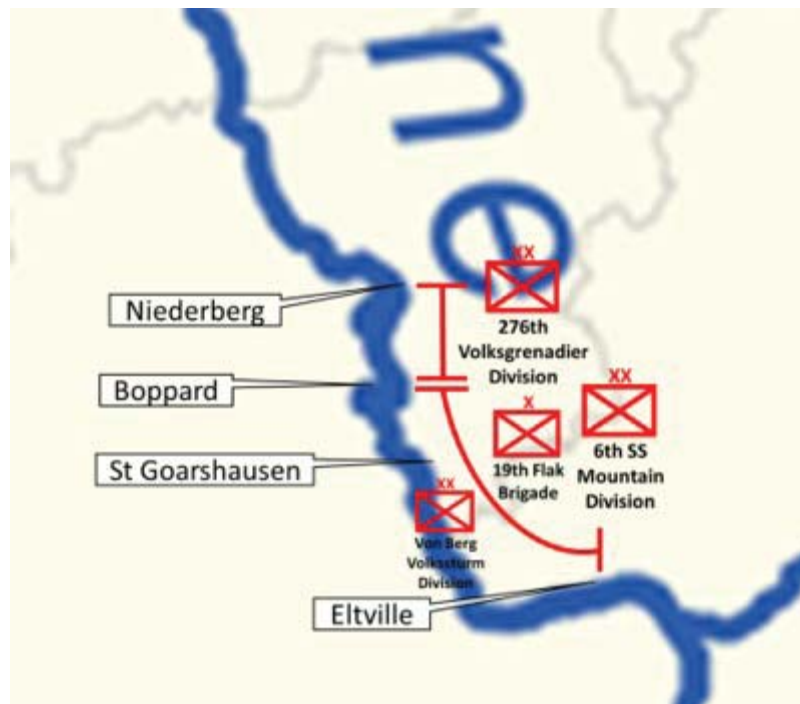 n
e
XX
Niederberg
276th
Volksgrenadier
Division
Boppard
XX
X
6th SS
Mountain
Division
19th Flak
Brigade
St Goarshausen
XX
Von Berg
Volkssturm
Division
Eltville